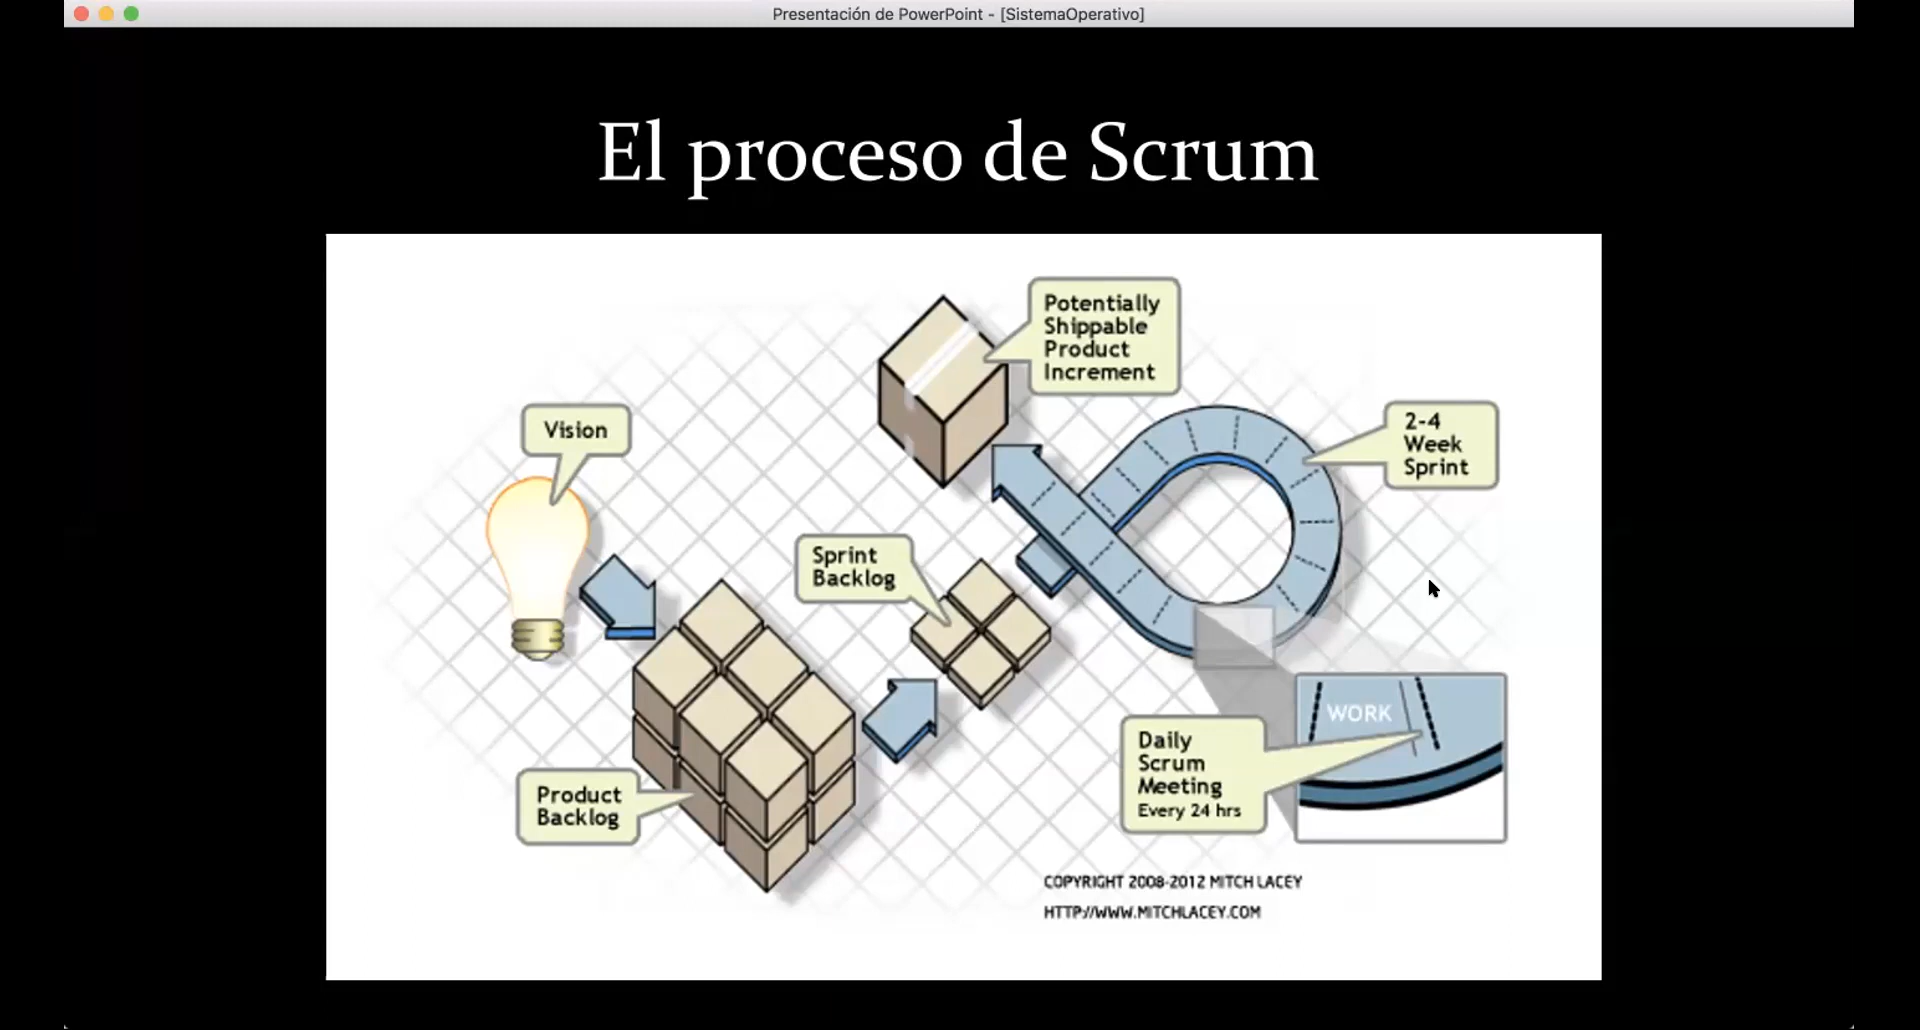 Presentación de PowerPoint - [SistemaOperativo]
El proceso de Scrum
Potentially
Shippable
Product
Increment
Vision
2-4
Week
Sprint
Sprint
Backlog
WORK
Daily
Scrum
Meeting
Every 24 hrs
Product
Backlog
COPYRIGHT 2008-2012 MITCH LACEY
HTTP://WWW.MITCHLACEY.COM